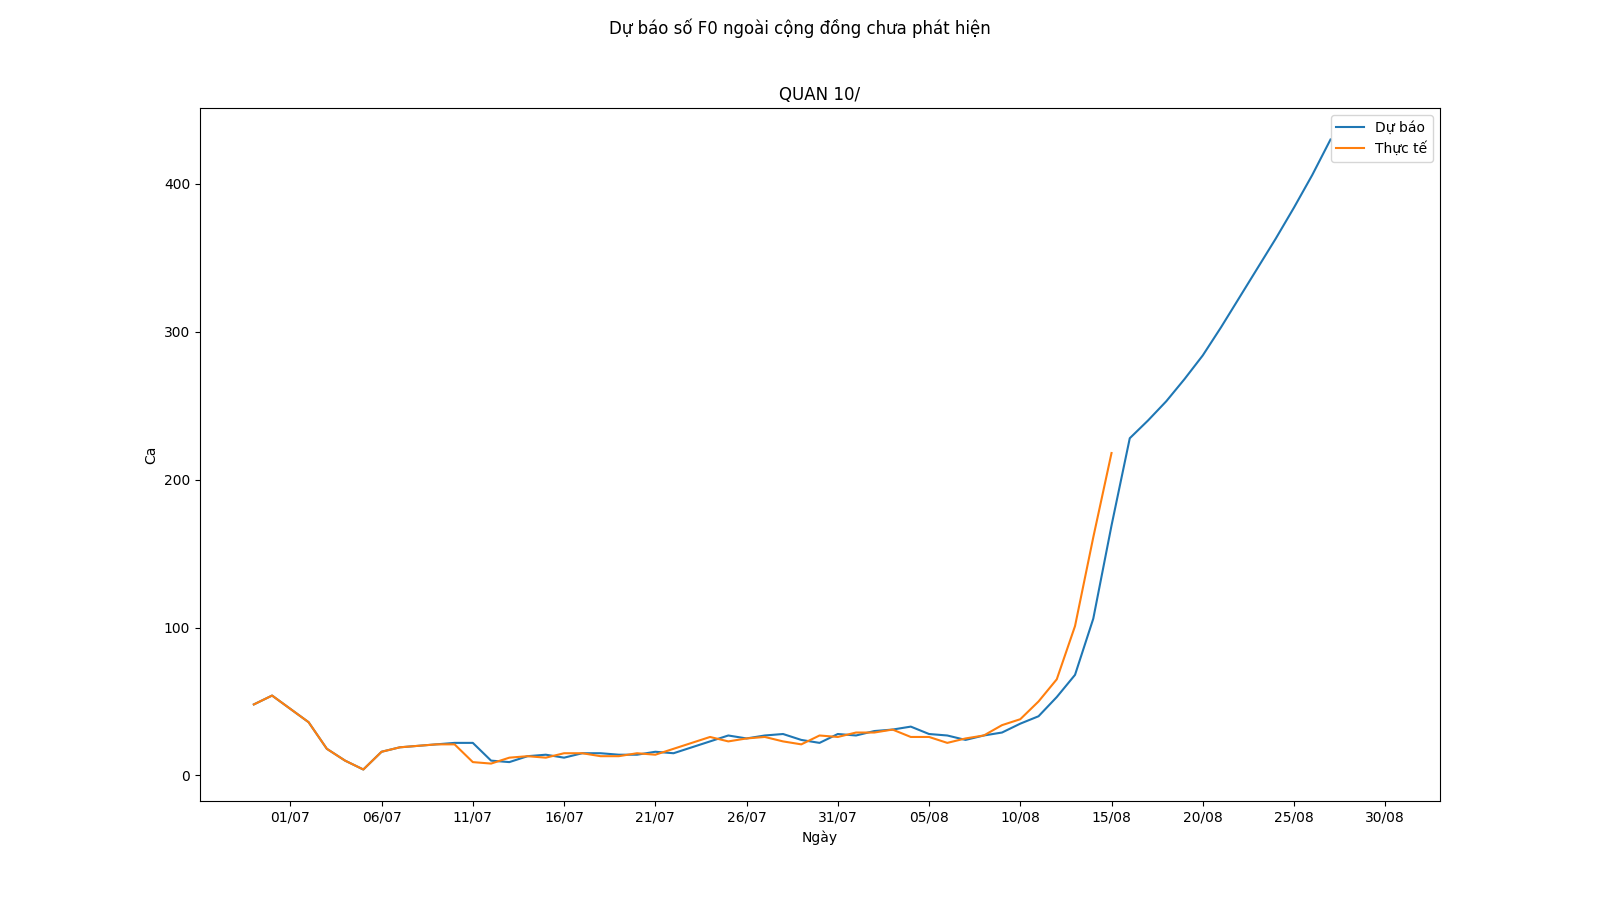 Dự báo số F0 ngoài cộng đồng chưa phát hiện
QUAN 10/
Dự báo
Thực tế
400
300
200
100
0
Ca
01/07 06/07 11/07 16/07 21/07 26/07 31/07 05/08 10/08 15/08 20/08 25/08 30/08
Ngày